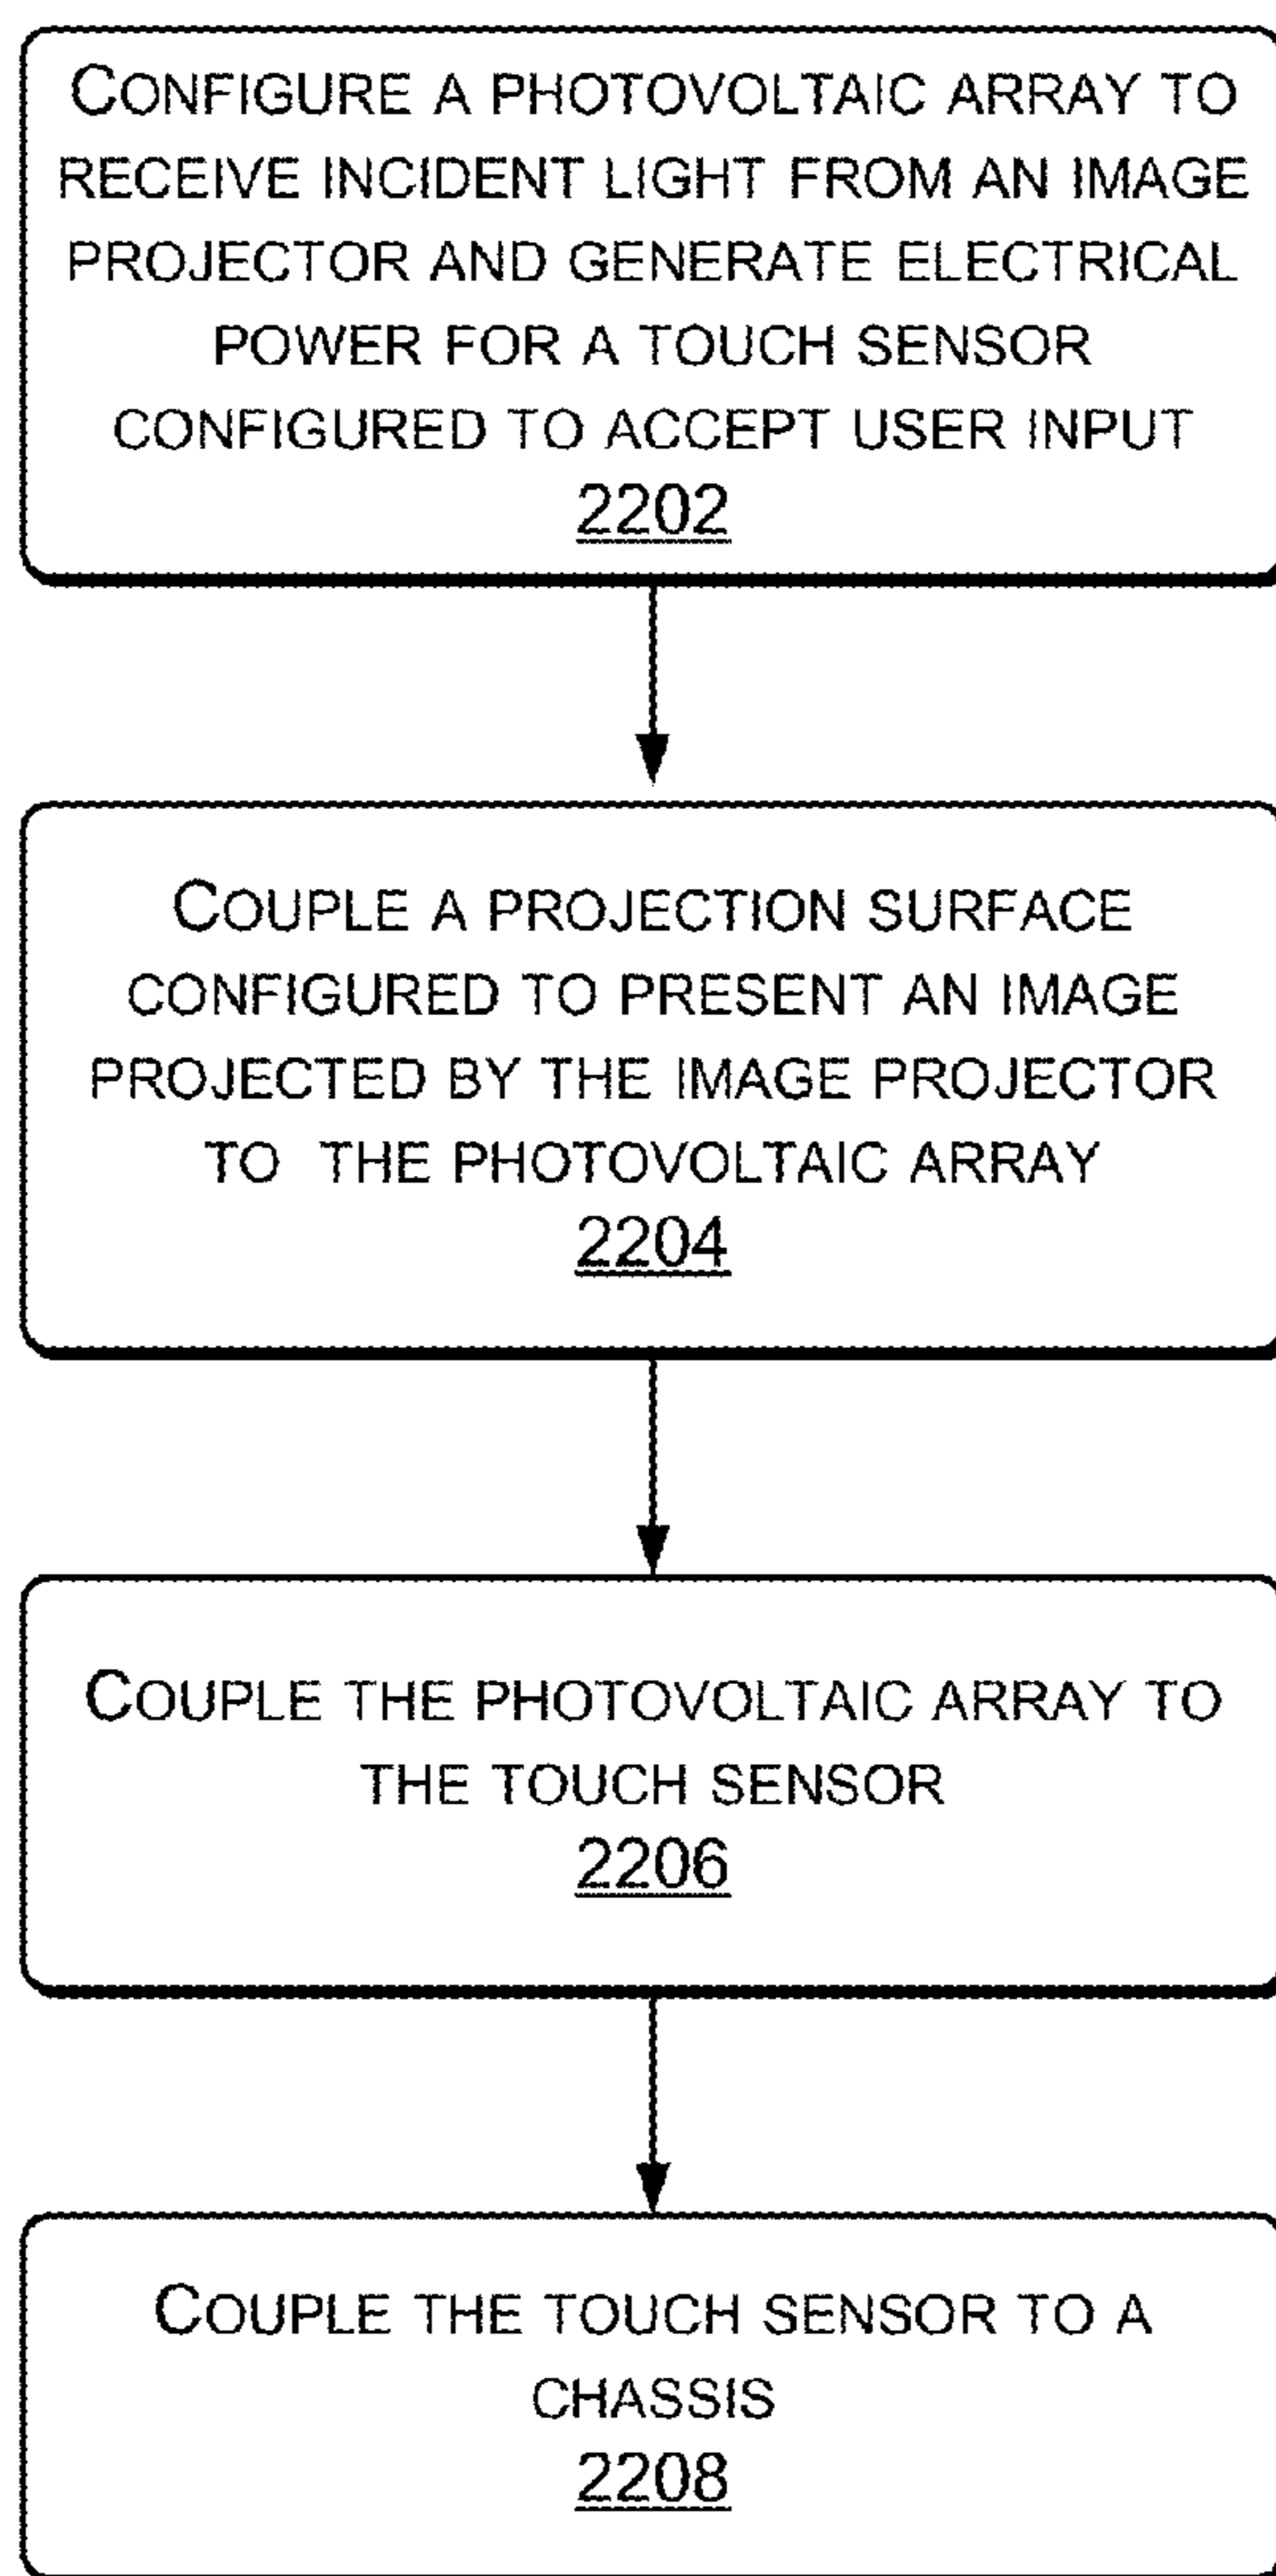 CONFIGURE A PHOTOVOLTAIC ARRAY TO
RECEIVE INCIDENT LIGHT FROM AN IMAGE
PROJECTOR AND GENERATE ELECTRICAL
POWER FOR A TOUCH SENSOR
CONFIGURED TO ACCEPT USER INPUT
2202
COUPLE A PROJECTION SURFACE
CONFIGURED TO PRESENT AN IMAGE
PROJECTED BY THE IMAGE PROJECTOR
TO THE PHOTOVOLTAIC ARRAY
2204
COUPLE THE PHOTOVOLTAIC ARRAY TO
THE TOUCH SENSOR
2206
COUPLE THE TOUCH SENSOR TO A
CHASSIS
2208